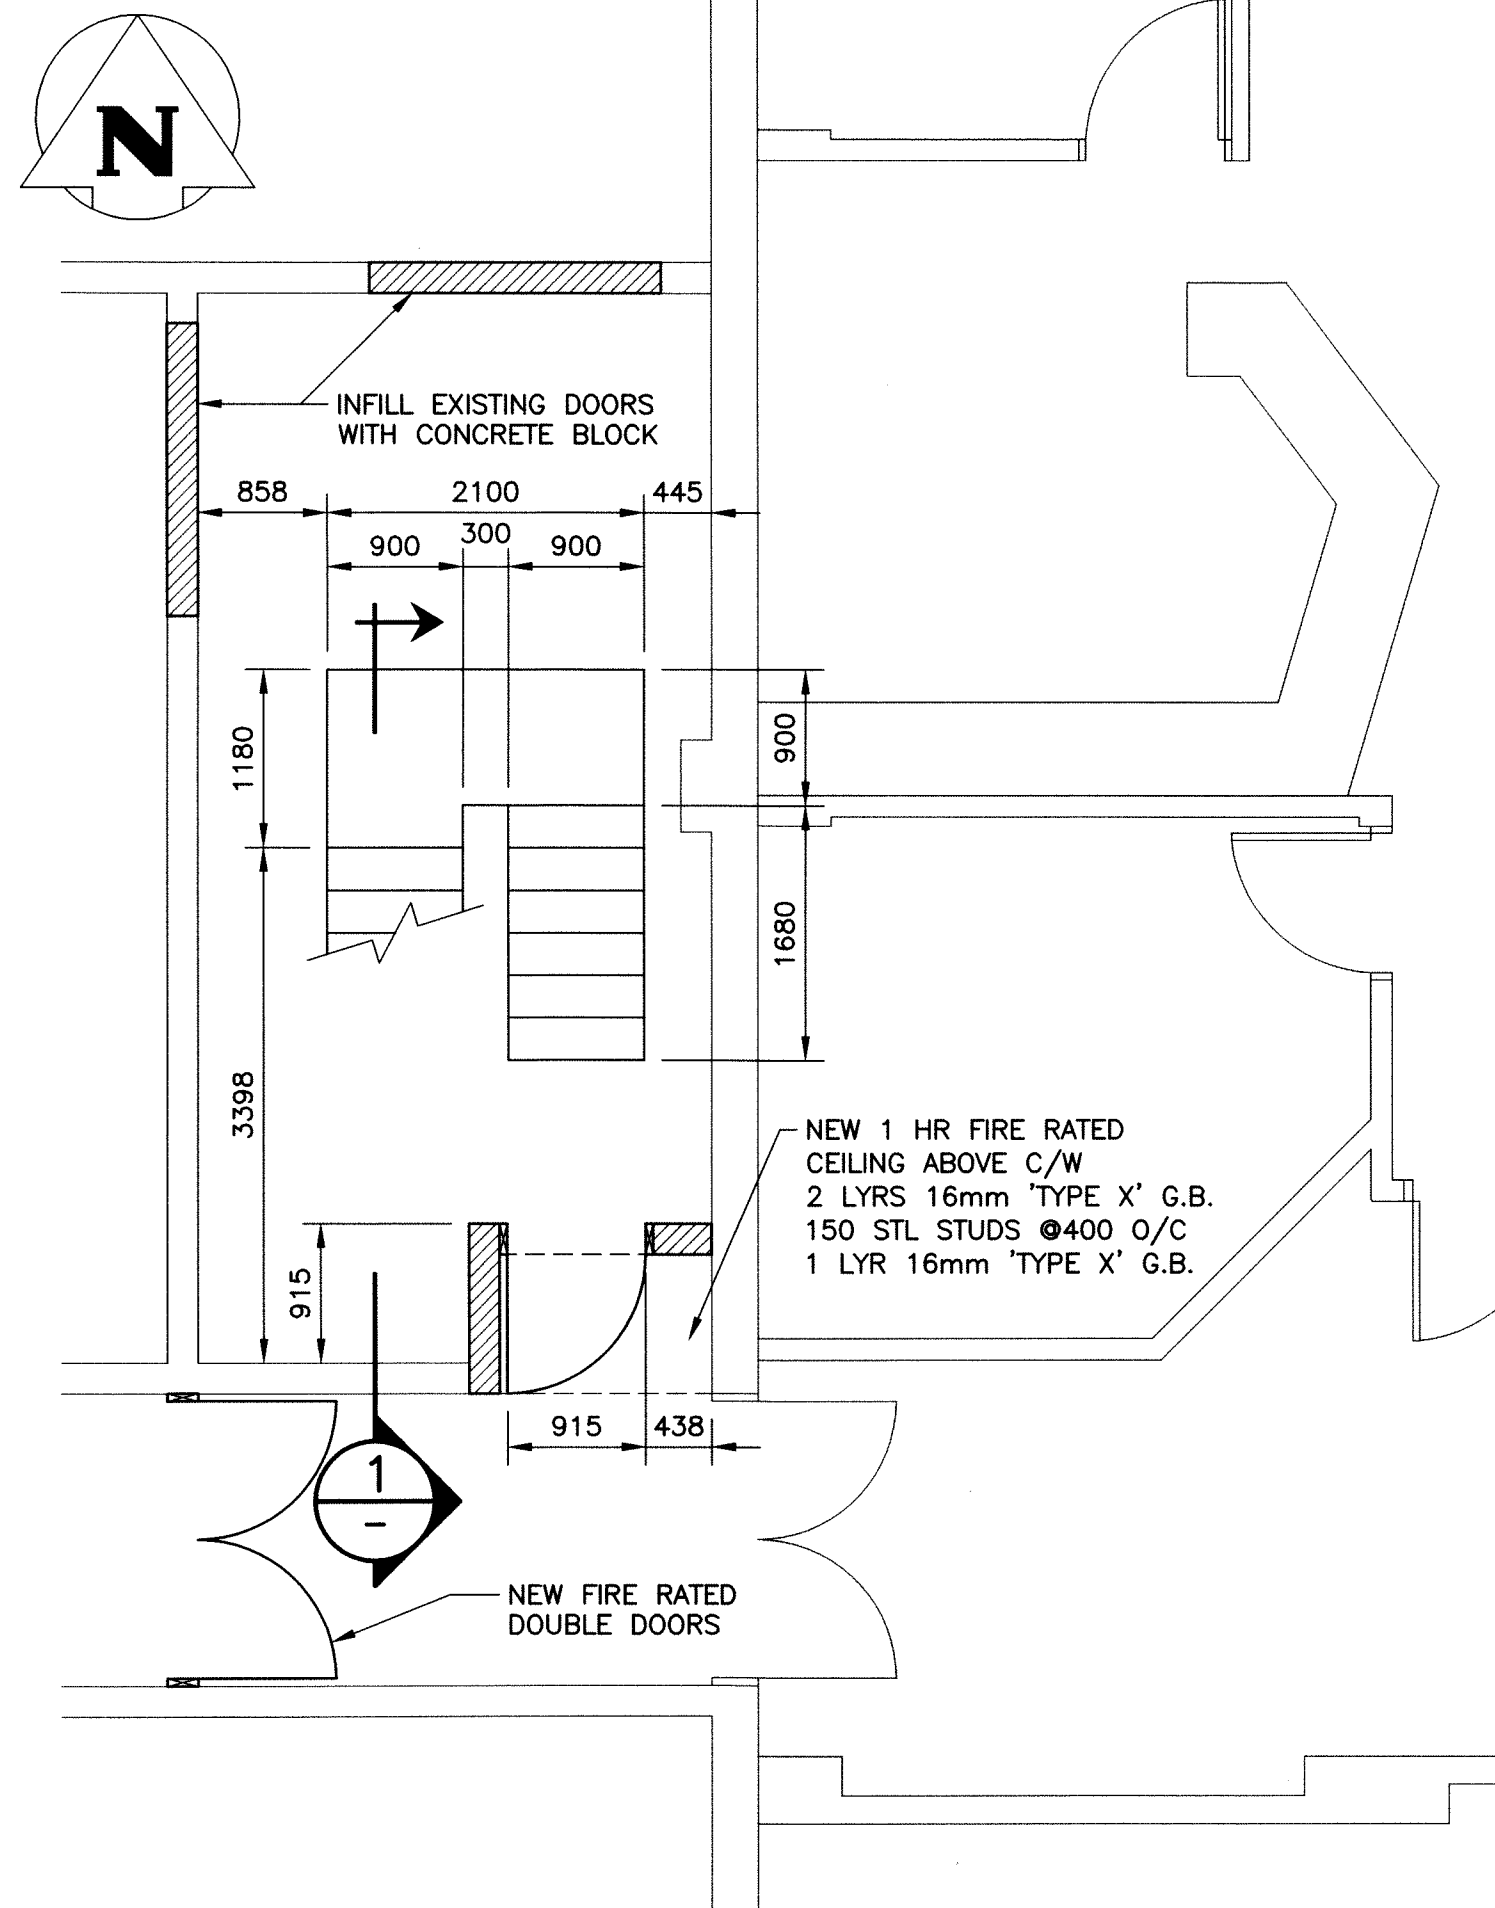 N
INFILL EXISTING DOORS
WITH CONCRETE BLOCK
858
2100
445
900
300
900
1180
900
1680
3398
NEW 1 HR FIRE RATED
CEILING ABOVE C/W
2 LYRS 16mm 'TYPE X' G.B.
150 STL STUDS @400 O/C
1 LYR 16mm 'TYPE X' G.B.
915
915
438
1
-
NEW FIRE RATED
DOUBLE DOORS